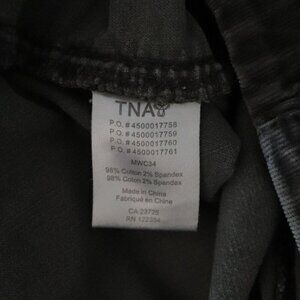 TNA
P.O. #4500017758
P.O. #4500017759
P.O. #4500017760
P.O. #4500017761
MWC34
98% Cotton 2% Spandex
98% Coton 2% Spandex
Made in China
Fabriqué en Chine
CA 23725
RN 122354